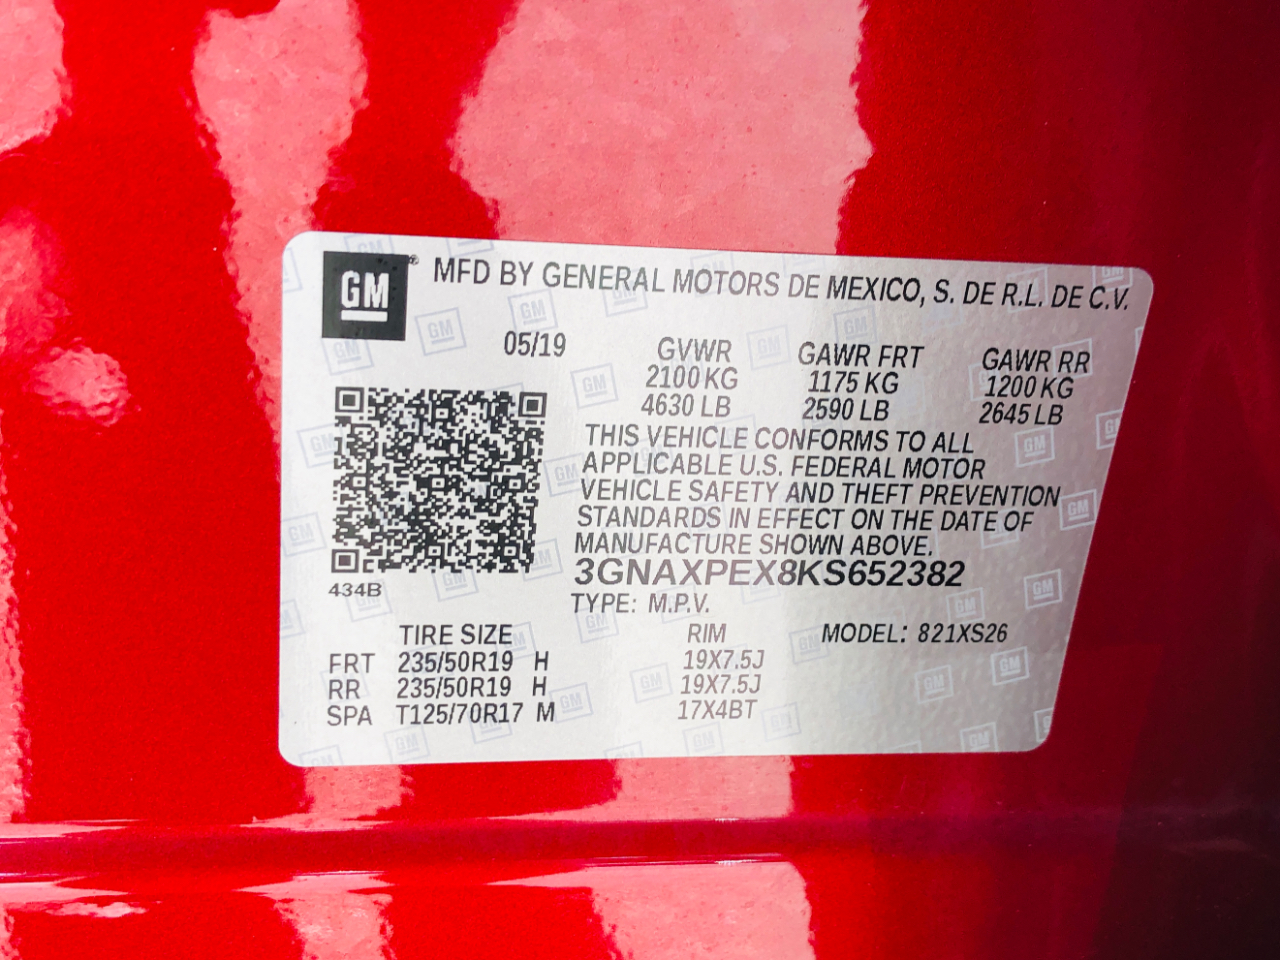 GM® MFD BY GENERAL MOTORS DE MEXICO, S. DE R.L. DE C.V.
05/19 GVWR GAWR FRT GAWR RR
2100 KG 1175 KG 1200 KG
4630 LB 2590 LB 2645 LB
THIS VEHICLE CONFORMS TO ALL
APPLICABLE U.S. FEDERAL MOTOR
VEHICLE SAFETY AND THEFT PREVENTION
STANDARDS IN EFFECT ON THE DATE OF
MANUFACTURE SHOWN ABOVE.
3GNAXPEX8KS652382
434B
TYPE: M.P.V.
TIRE SIZE RIM MODEL: 821XS26
FRT 235/50R19 H 19X7.5J
RR 235/50R19 H 19X7.5J
SPA T125/70R17 M 17X4BT